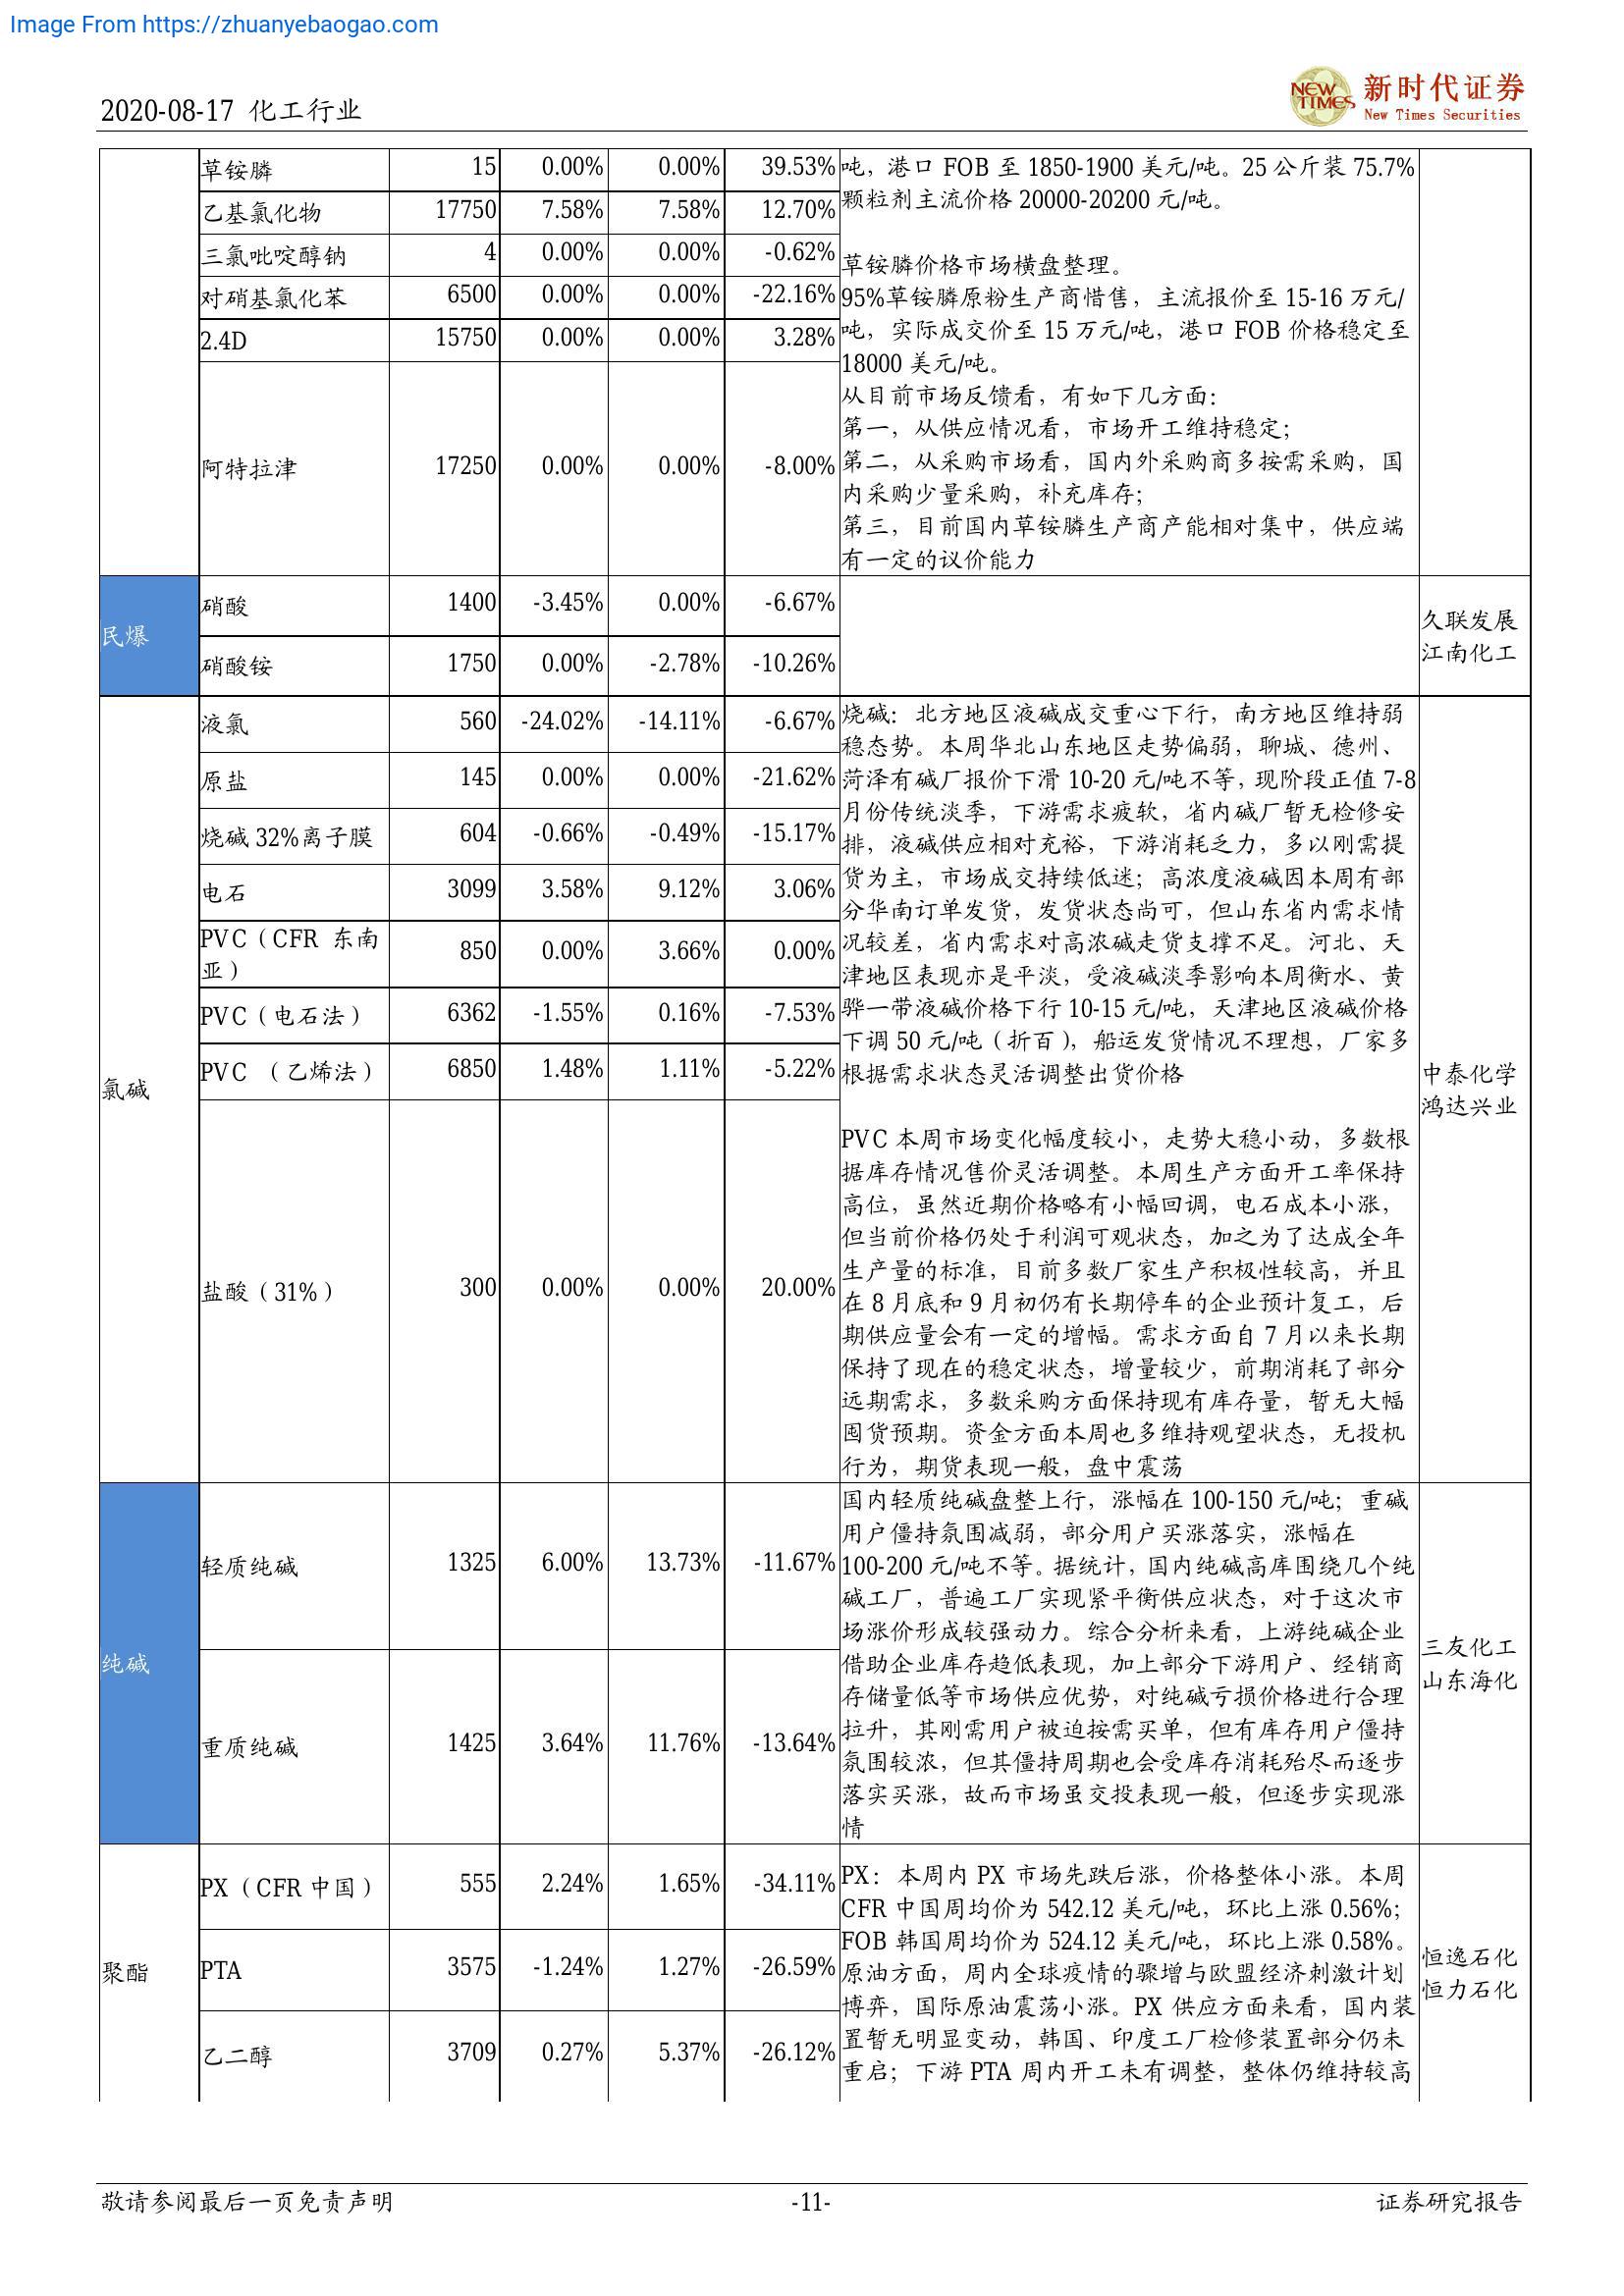 Image From https://zhuanyebaogao.com
2020-08-17 化工行业
NEW TIMES
新时代证券
New Times Securities
草铵膦 15 0.00% 0.00% 39.53%
乙基氯化物 17750 7.58% 7.58% 12.70%
三氯吡啶醇钠 4 0.00% 0.00% -0.62%
对硝基氯化苯 6500 0.00% 0.00% -22.16%
2.4D 15750 0.00% 0.00% 3.28%
阿特拉津 17250 0.00% 0.00% -8.00%
吨，港口 FOB 至 1850-1900 美元/吨。25 公斤装 75.7%
颗粒剂主流价格 20000-20200 元/吨。
草铵膦价格市场横盘整理。
95%草铵膦原粉生产商惜售，主流报价至 15-16 万元/
吨，实际成交价至 15 万元/吨，港口 FOB 价格稳定至
18000 美元/吨。
从目前市场反馈看，有如下几方面：
第一，从供应情况看，市场开工维持稳定；
第二，从采购市场看，国内外采购商多按需采购，国
内采购少量采购，补充库存；
第三，目前国内草铵膦生产商产能相对集中，供应端
有一定的议价能力
民爆
硝酸 1400 -3.45% 0.00% -6.67%
硝酸铵 1750 0.00% -2.78% -10.26%
久联发展
江南化工
氯碱
液氯 560 -24.02% -14.11% -6.67%
原盐 145 0.00% 0.00% -21.62%
烧碱 32%离子膜 604 -0.66% -0.49% -15.17%
电石 3099 3.58% 9.12% 3.06%
PVC（CFR 东南
亚） 850 0.00% 3.66% 0.00%
PVC（电石法） 6362 -1.55% 0.16% -7.53%
PVC （乙烯法） 6850 1.48% 1.11% -5.22%
盐酸（31%） 300 0.00% 0.00% 20.00%
烧碱：北方地区液碱成交重心下行，南方地区维持弱
稳态势。本周华北山东地区走势偏弱，聊城、德州、
菏泽有碱厂报价下滑 10-20 元/吨不等，现阶段正值 7-8
月份传统淡季，下游需求疲软，省内碱厂暂无检修安
排，液碱供应相对充裕，下游消耗乏力，多以刚需提
货为主，市场成交持续低迷；高浓度液碱因本周有部
分华南订单发货，发货状态尚可，但山东省内需求情
况较差，省内需求对高浓碱走货支撑不足。河北、天
津地区表现亦是平淡，受液碱淡季影响本周衡水、黄
骅一带液碱价格下行 10-15 元/吨，天津地区液碱价格
下调 50 元/吨（折百），船运发货情况不理想，厂家多
根据需求状态灵活调整出货价格
PVC 本周市场变化幅度较小，走势大稳小动，多数根
据库存情况售价灵活调整。本周生产方面开工率保持
高位，虽然近期价格略有小幅回调，电石成本小涨，
但当前价格仍处于利润可观状态，加之为了达成全年
生产量的标准，目前多数厂家生产积极性较高，并且
在 8 月底和 9 月初仍有长期停车的企业预计复工，后
期供应量会有一定的增幅。需求方面自 7 月以来长期
保持了现在的稳定状态，增量较少，前期消耗了部分
远期需求，多数采购方面保持现有库存量，暂无大幅
囤货预期。资金方面本周也多维持观望状态，无投机
行为，期货表现一般，盘中震荡
中泰化学
鸿达兴业
纯碱
轻质纯碱 1325 6.00% 13.73% -11.67%
重质纯碱 1425 3.64% 11.76% -13.64%
国内轻质纯碱盘整上行，涨幅在 100-150 元/吨；重碱
用户僵持氛围减弱，部分用户买涨落实，涨幅在
100-200 元/吨不等。据统计，国内纯碱高库围绕几个纯
碱工厂，普遍工厂实现紧平衡供应状态，对于这次市
场涨价形成较强动力。综合分析来看，上游纯碱企业
借助企业库存趋低表现，加上部分下游用户、经销商
存储量低等市场供应优势，对纯碱亏损价格进行合理
拉升，其刚需用户被迫按需买单，但有库存用户僵持
氛围较浓，但其僵持周期也会受库存消耗殆尽而逐步
落实买涨，故而市场虽交投表现一般，但逐步实现涨
情
三友化工
山东海化
聚酯
PX（CFR 中国） 555 2.24% 1.65% -34.11%
PTA 3575 -1.24% 1.27% -26.59%
乙二醇 3709 0.27% 5.37% -26.12%
PX：本周内 PX 市场先跌后涨，价格整体小涨。本周
CFR 中国周均价为 542.12 美元/吨，环比上涨 0.56%；
FOB 韩国周均价为 524.12 美元/吨，环比上涨 0.58%。
原油方面，周内全球疫情的骤增与欧盟经济刺激计划
博弈，国际原油震荡小涨。PX 供应方面来看，国内装
置暂无明显变动，韩国、印度工厂检修装置部分仍未
重启；下游 PTA 周内开工未有调整，整体仍维持较高
恒逸石化
恒力石化
敬请参阅最后一页免责声明
-11-
证券研究报告